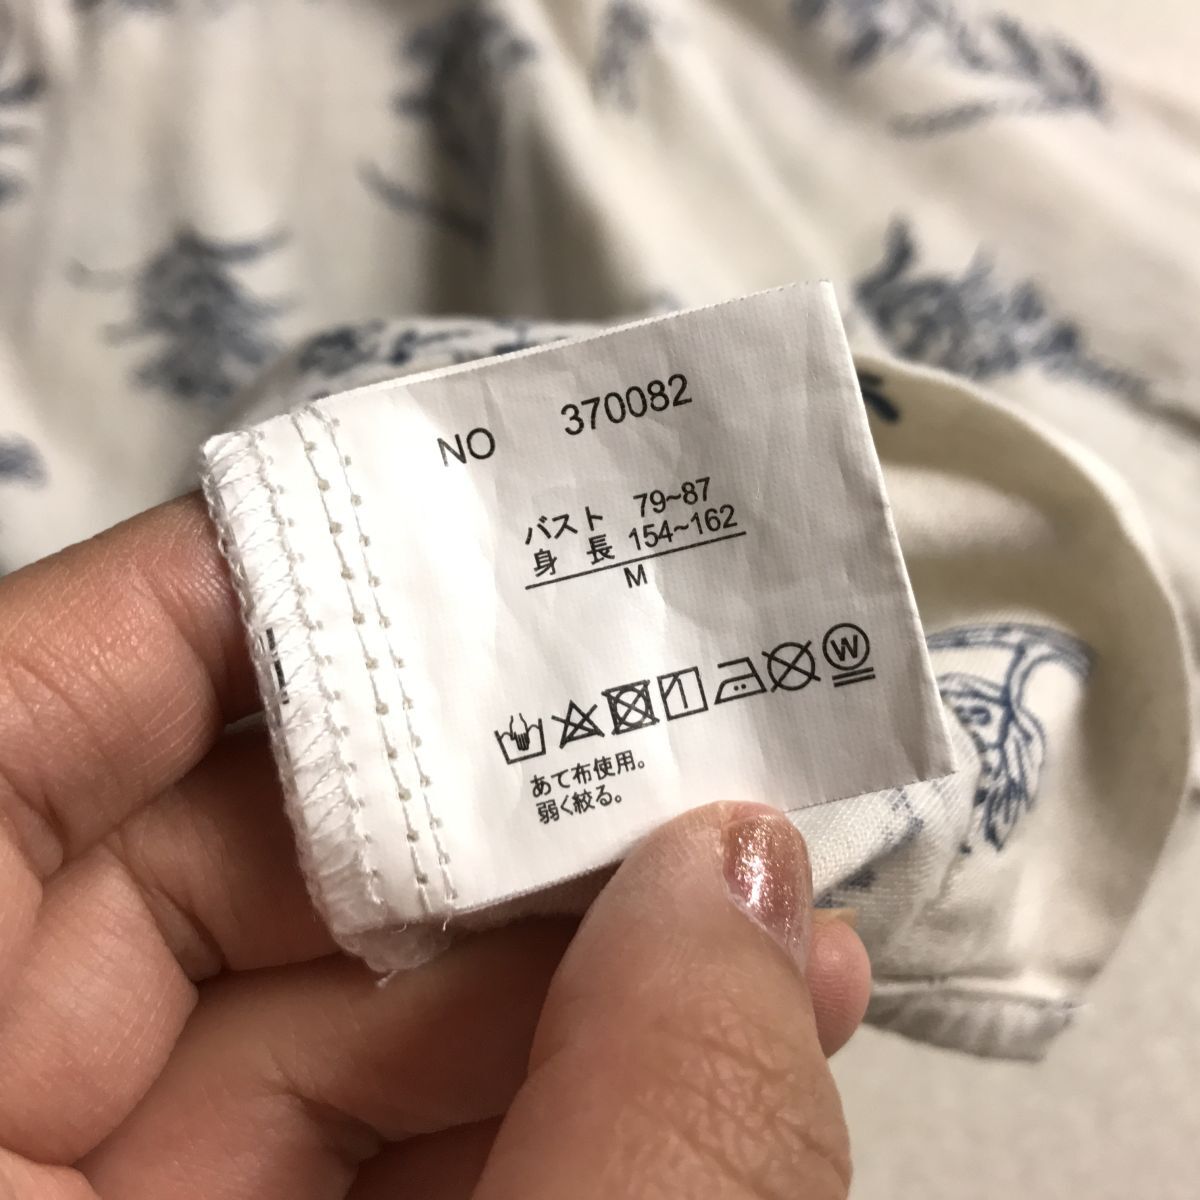 NO 370082
バスト 79~87
身 長 154~162
M
W
あて布使用。
弱く絞る。